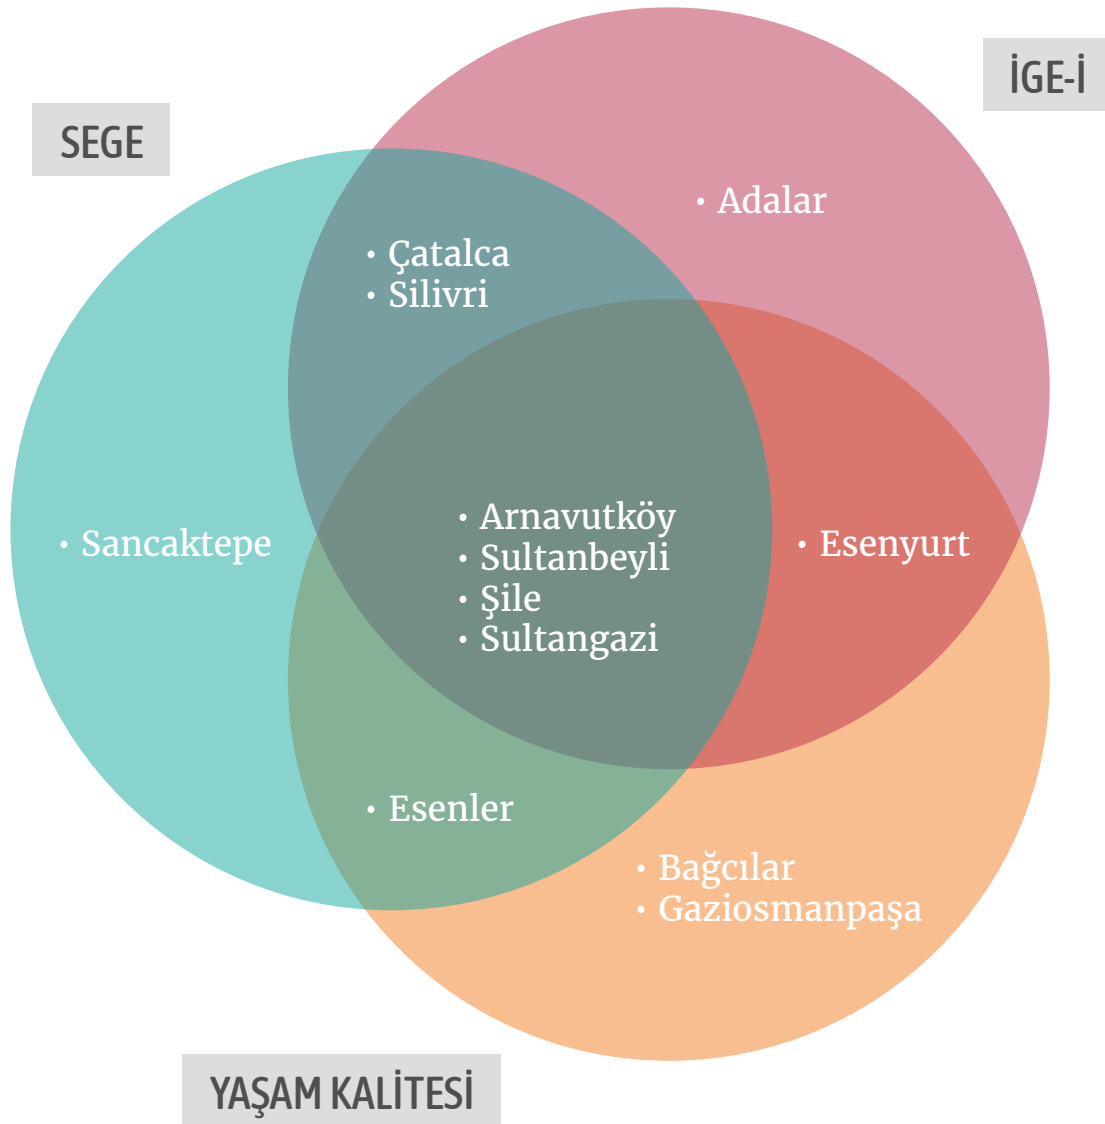 İGE-İ
SEGE
• Adalar
• Çatalca
• Silivri
• Sancaktepe
• Arnavutköy
• Sultanbeyli
• Şile
• Sultangazi
• Esenyurt
• Esenler
• Bağcılar
• Gaziosmanpaşa
YAŞAM KALİTESİ